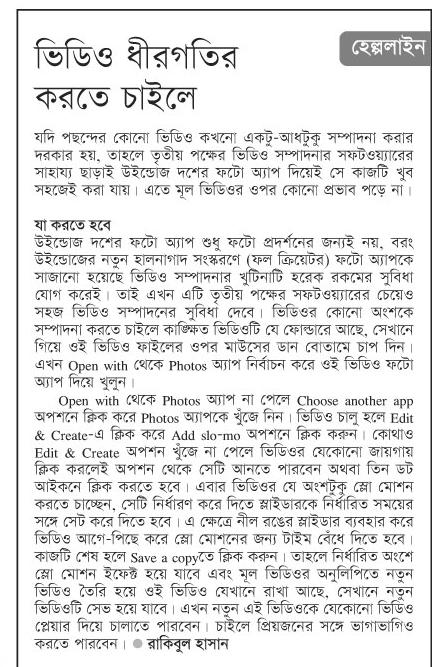 হেল্পলাইন
ভিডিও ধীরগতির
করতে চাইলে
যদি পছন্দের কোনো ভিডিও কখনো একটু-আধটুকু সম্পাদনা করার
দরকার হয়, তাহলে তৃতীয় পক্ষের ভিডিও সম্পাদনার সফটওয়্যারের
সাহায্য ছাড়াই উইন্ডোজ দশের ফটো অ্যাপ দিয়েই সে কাজটি খুব
সহজেই করা যায়। এতে মূল ভিডিওর ওপর কোনো প্রভাব পড়ে না।
যা করতে হবে
উইন্ডোজ দশের ফটো অ্যাপ শুধু ফটো প্রদর্শনের জন্যই নয়, বরং
উইন্ডোজের নতুন হালনাগাদ সংস্করণে (ফল ক্রিয়েটর) ফটো অ্যাপকে
সাজানো হয়েছে ভিডিও সম্পাদনার খুটিনাটি হরেক রকমের সুবিধা
যোগ করেই। তাই এখন এটি তৃতীয় পক্ষের সফটওয়্যারের চেয়েও
সহজ ভিডিও সম্পাদনের সুবিধা দেবে। ভিডিওর কোনো অংশকে
সম্পাদনা করতে চাইলে কাঙ্ক্ষিত ভিডিওটি যে ফোল্ডারে আছে, সেখানে
গিয়ে ওই ভিডিও ফাইলের ওপর মাউসের ডান বোতামে চাপ দিন।
এখন Open with থেকে Photos অ্যাপ নির্বাচন করে ওই ভিডিও ফটো
অ্যাপ দিয়ে খুলুন।
Open with থেকে Photos অ্যাপ না পেলে Choose another app
অপশনে ক্লিক করে Photos অ্যাপকে খুঁজে নিন। ভিডিও চালু হলে Edit
& Create-এ ক্লিক করে Add slo-mo অপশনে ক্লিক করুন। কোথাও
Edit & Create অপশন খুঁজে না পেলে ভিডিওর যেকোনো জায়গায়
ক্লিক করলেই অপশন থেকে সেটি আনতে পারবেন অথবা তিন ডট
আইকনে ক্লিক করতে হবে। এবার ভিডিওর যে অংশটুকু স্লো মোশন
করতে চাচ্ছেন, সেটি নির্ধারণ করে দিতে স্লাইডারকে নির্ধারিত সময়ের
সঙ্গে সেট করে দিতে হবে। এ ক্ষেত্রে নীল রঙের স্লাইডার ব্যবহার করে
ভিডিও আগে-পিছে করে স্লো মোশনের জন্য টাইম বেঁধে দিতে হবে।
কাজটি শেষ হলে Save a copyতে ক্লিক করুন। তাহলে নির্ধারিত অংশে
স্লো মোশন ইফেক্ট হয়ে যাবে এবং মূল ভিডিওর অনুলিপিতে নতুন
ভিডিও তৈরি হয়ে ওই ভিডিও যেখানে রাখা আছে, সেখানে নতুন
ভিডিওটি সেভ হয়ে যাবে। এখন নতুন এই ভিডিওকে যেকোনো ভিডিও
প্লেয়ার দিয়ে চালাতে পারবেন। চাইলে প্রিয়জনের সঙ্গে ভাগাভাগিও
করতে পারবেন। ● রাকিবুল হাসান